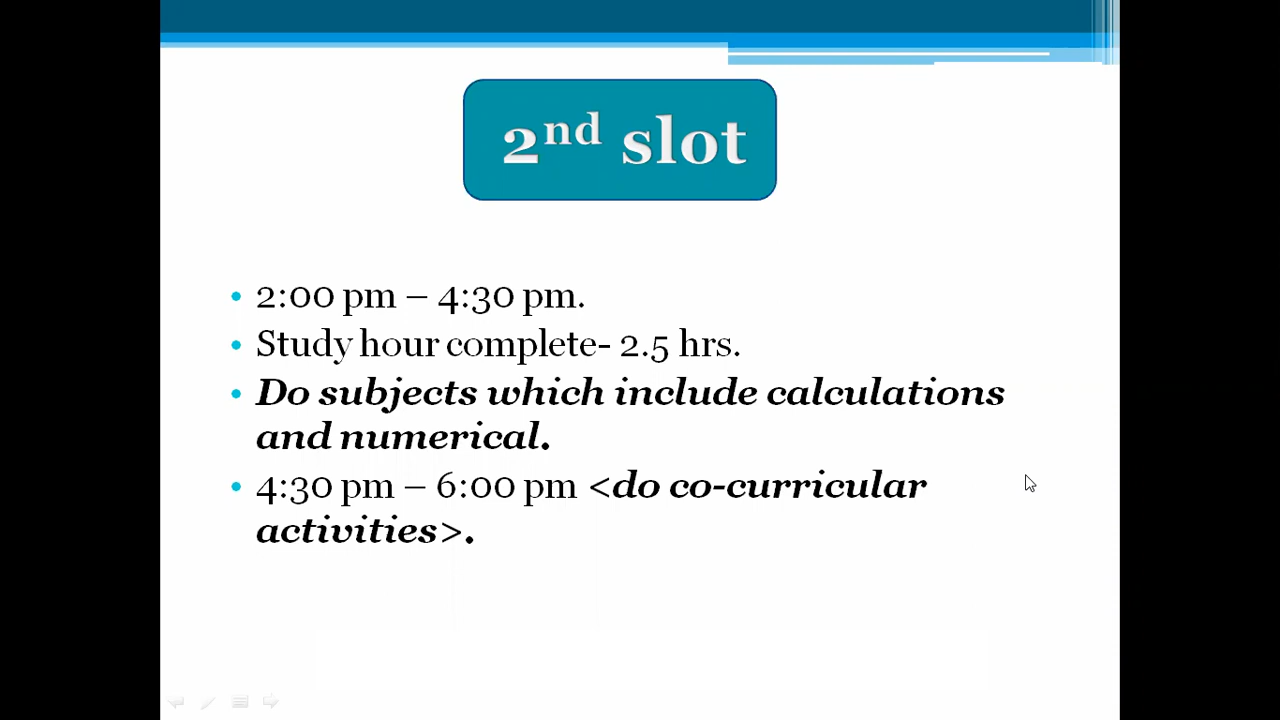 2nd slot
• 2:00 pm – 4:30 pm.
• Study hour complete- 2.5 hrs.
• Do subjects which include calculations
and numerical.
• 4:30 pm – 6:00 pm <do co-curricular
activities>.